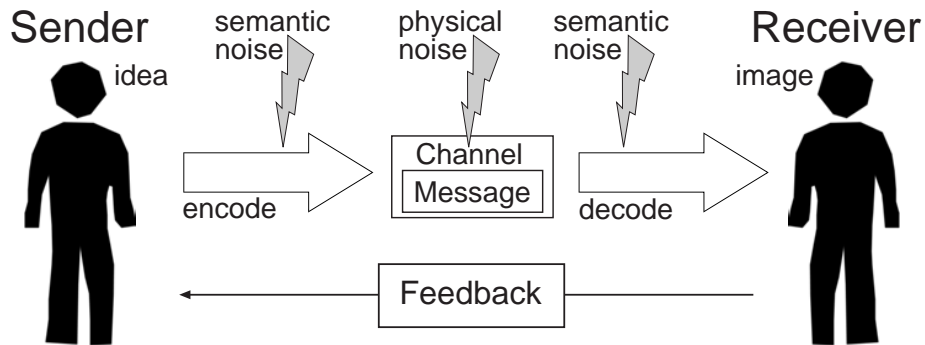 Sender
semantic
noise
physical
noise
semantic
noise
Receiver
idea
image
Channel
Message
encode
decode
Feedback